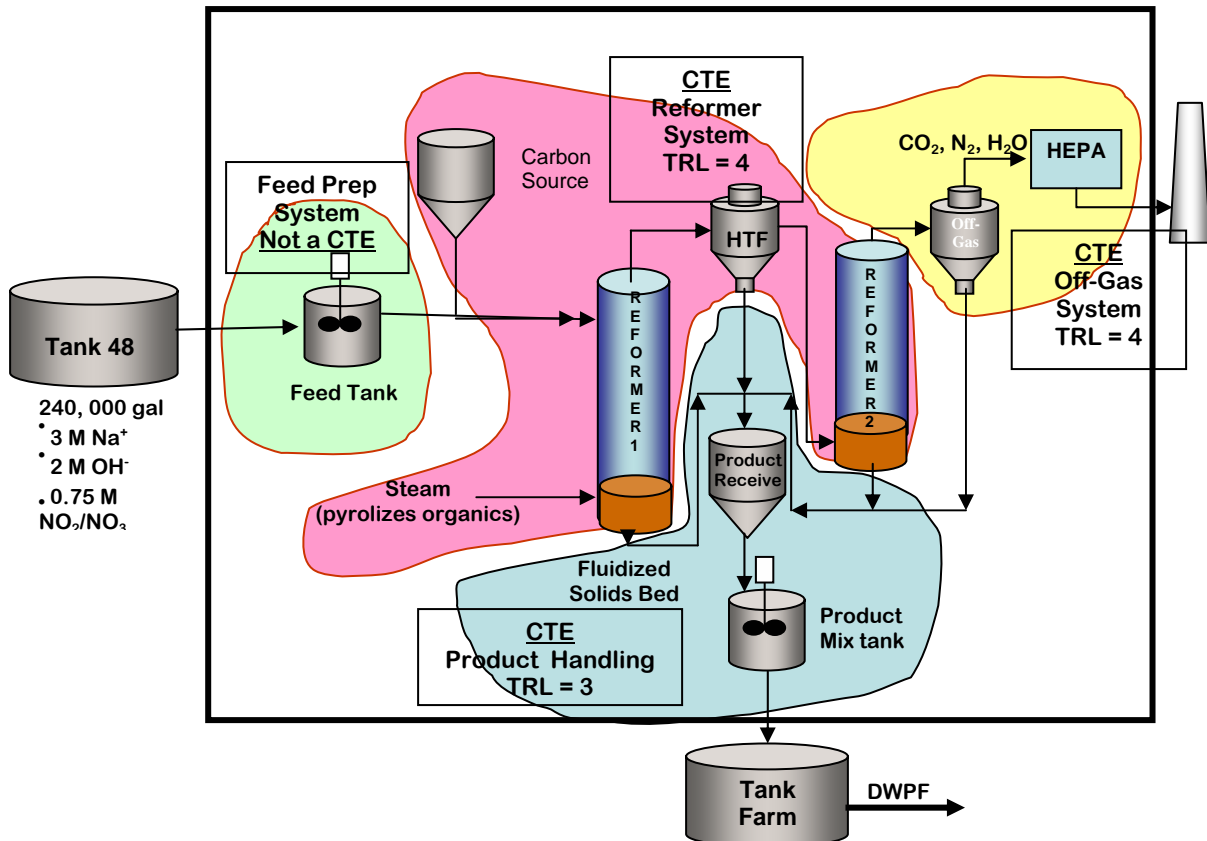 CTE
Reformer
System
TRL = 4
CO₂, N₂, H₂O
HEPA
Carbon
Source
Feed Prep
System
Not a CTE
HTF
Off-
Gas
CTE
Off-Gas
System
TRL = 4
REFORMER1
REFORMER2
Tank 48
Feed Tank
240, 000 gal
• 3 M Na⁺
• 2 M OH⁻
• 0.75 M
NO₂/NO₃
Product
Receive
Steam
(pyrolizes organics)
Fluidized
Solids Bed
Product
Mix tank
CTE
Product Handling
TRL = 3
Tank
Farm
DWPF